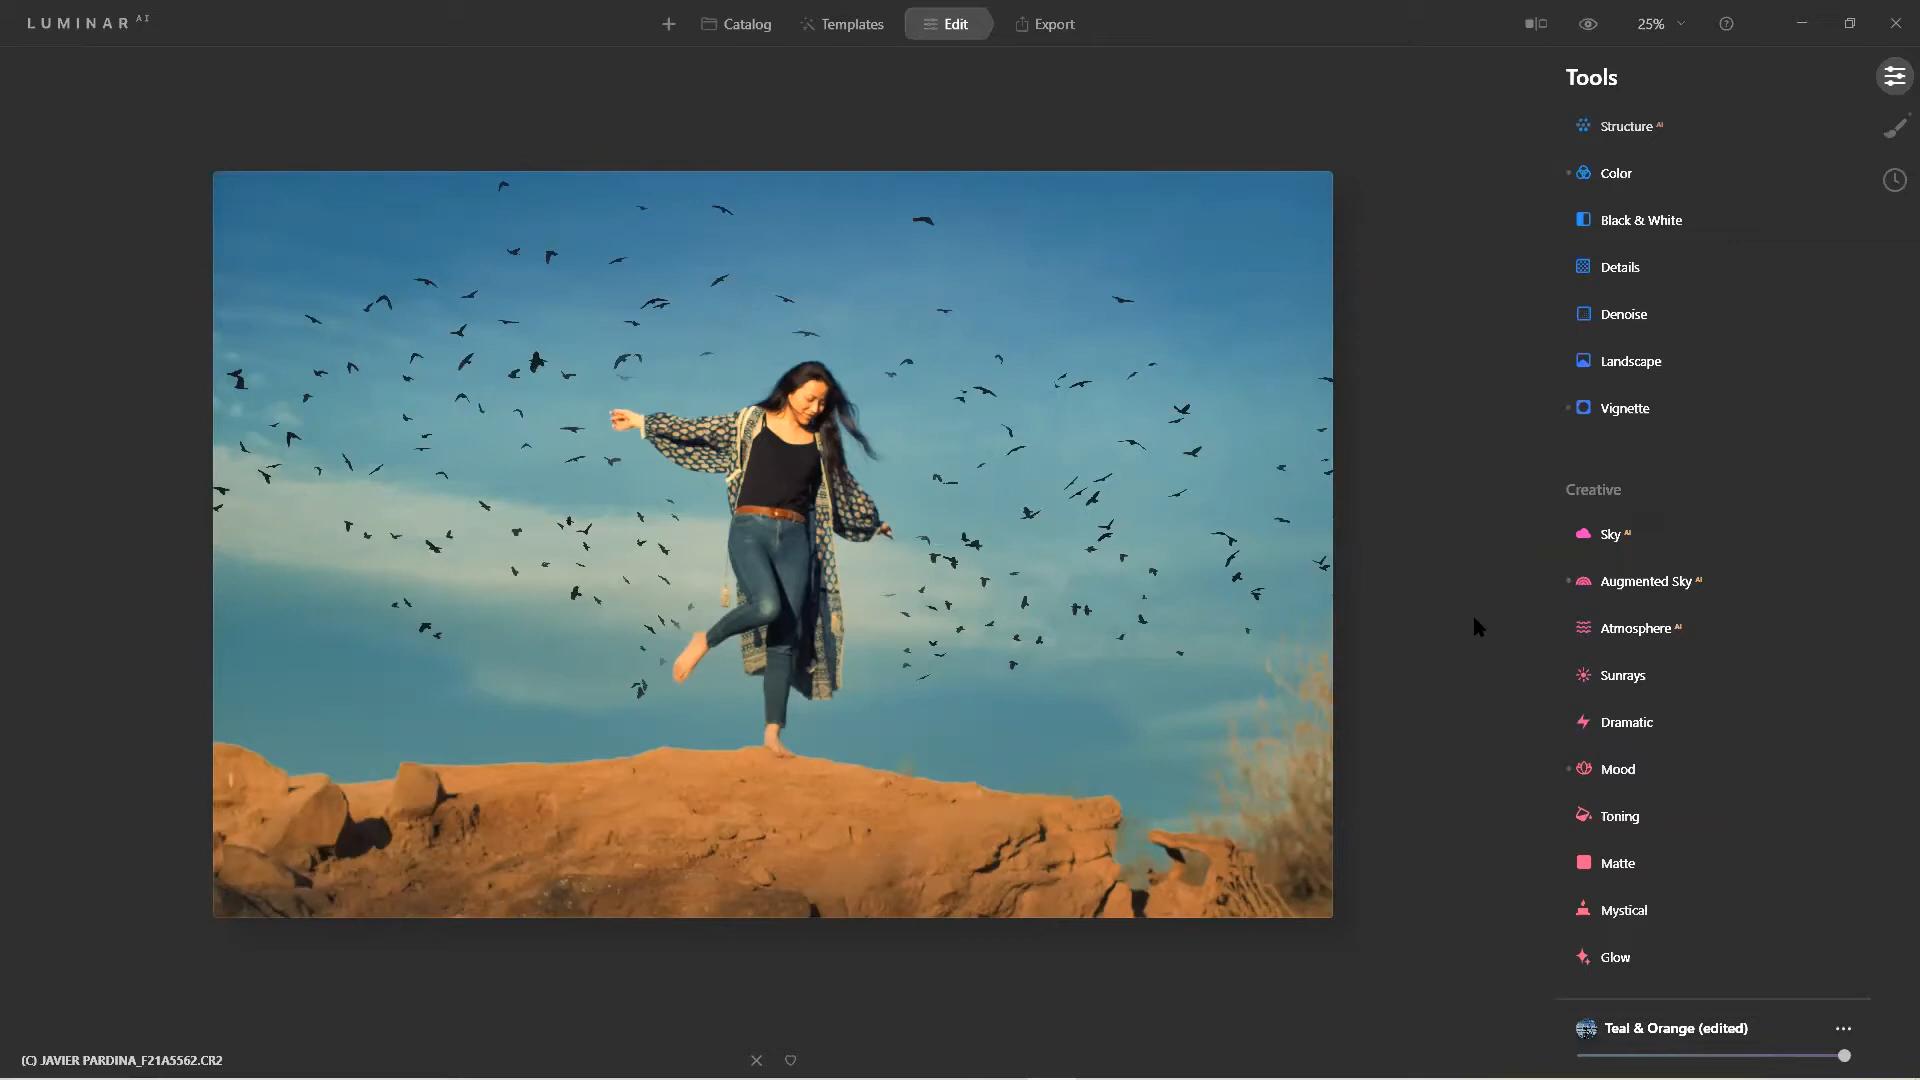 LUMINAR AI
Catalog
Templates
Edit
Export
25%
Tools
Structure AI
Color
Black & White
Details
Denoise
Landscape
Vignette
Creative
Sky AI
Augmented Sky AI
Atmosphere AI
Sunrays
Dramatic
Mood
Toning
Matte
Mystical
Glow
Teal & Orange (edited)
(C) JAVIER PARDINA_F21A5562.CR2